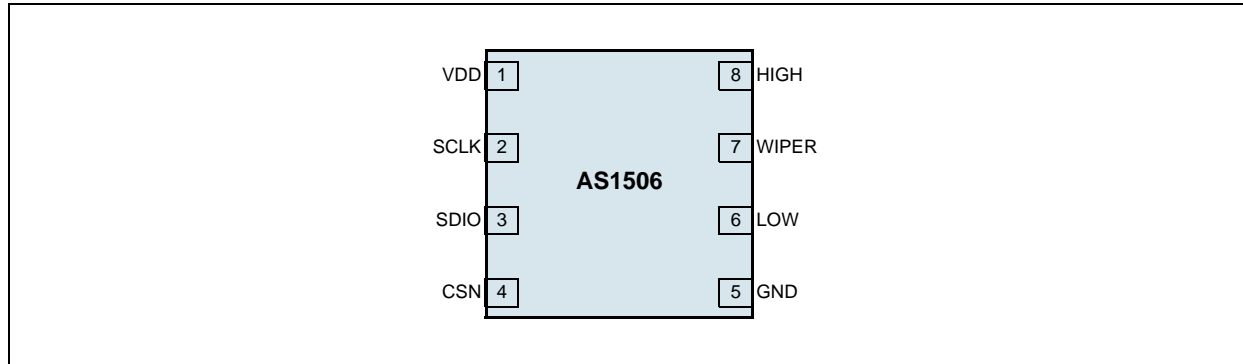 VDD 1 8 HIGH
SCLK 2 7 WIPER
AS1506
SDIO 3 6 LOW
CSN 4 5 GND